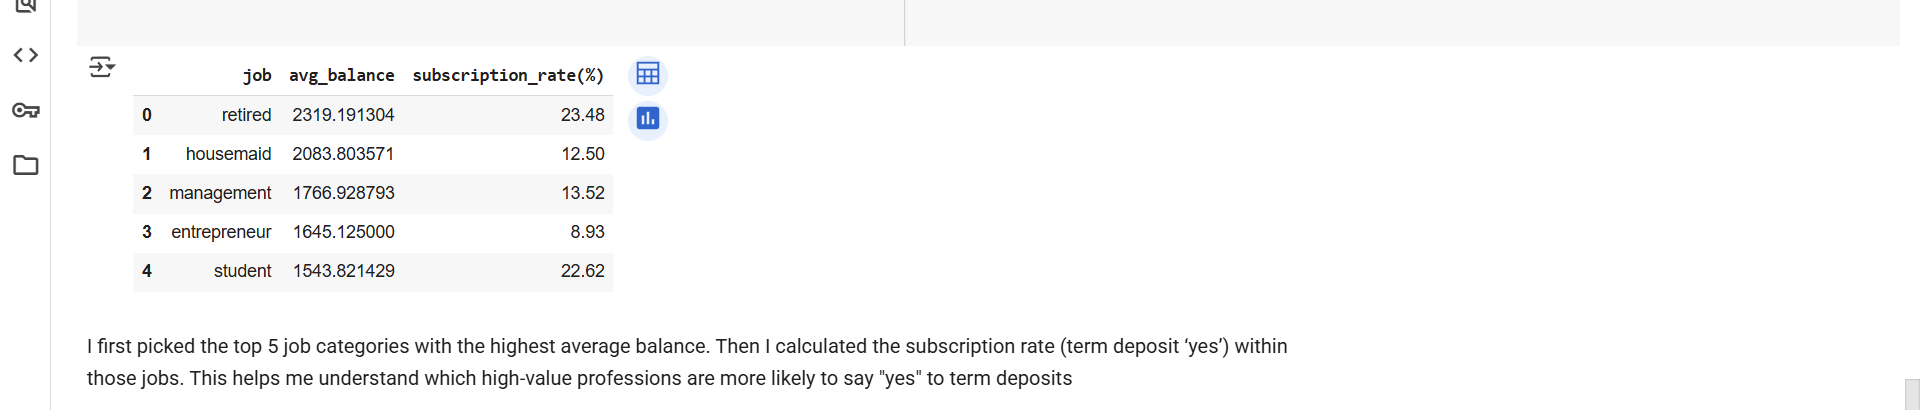 job avg_balance subscription_rate(%)
0 retired 2319.191304 23.48
1 housemaid 2083.803571 12.50
2 management 1766.928793 13.52
3 entrepreneur 1645.125000 8.93
4 student 1543.821429 22.62
I first picked the top 5 job categories with the highest average balance. Then I calculated the subscription rate (term deposit ‘yes’) within
those jobs. This helps me understand which high-value professions are more likely to say "yes" to term deposits